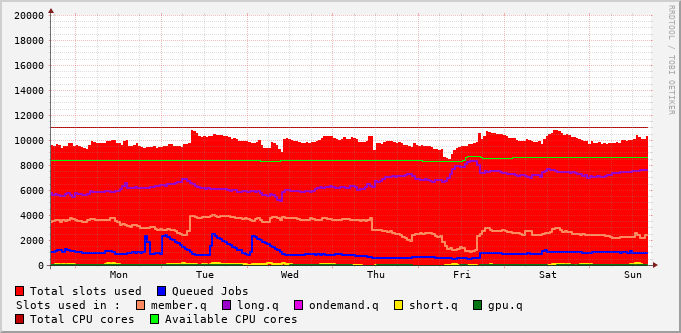 20000
18000
16000
14000
12000
10000
8000
6000
4000
2000
0
Mon Tue Wed Thu Fri Sat Sun
Total slots used Queued Jobs
Slots used in : member.q long.q ondemand.q short.q gpu.q
Total CPU cores Available CPU cores
RRDTOOL / TOBI OETIKER